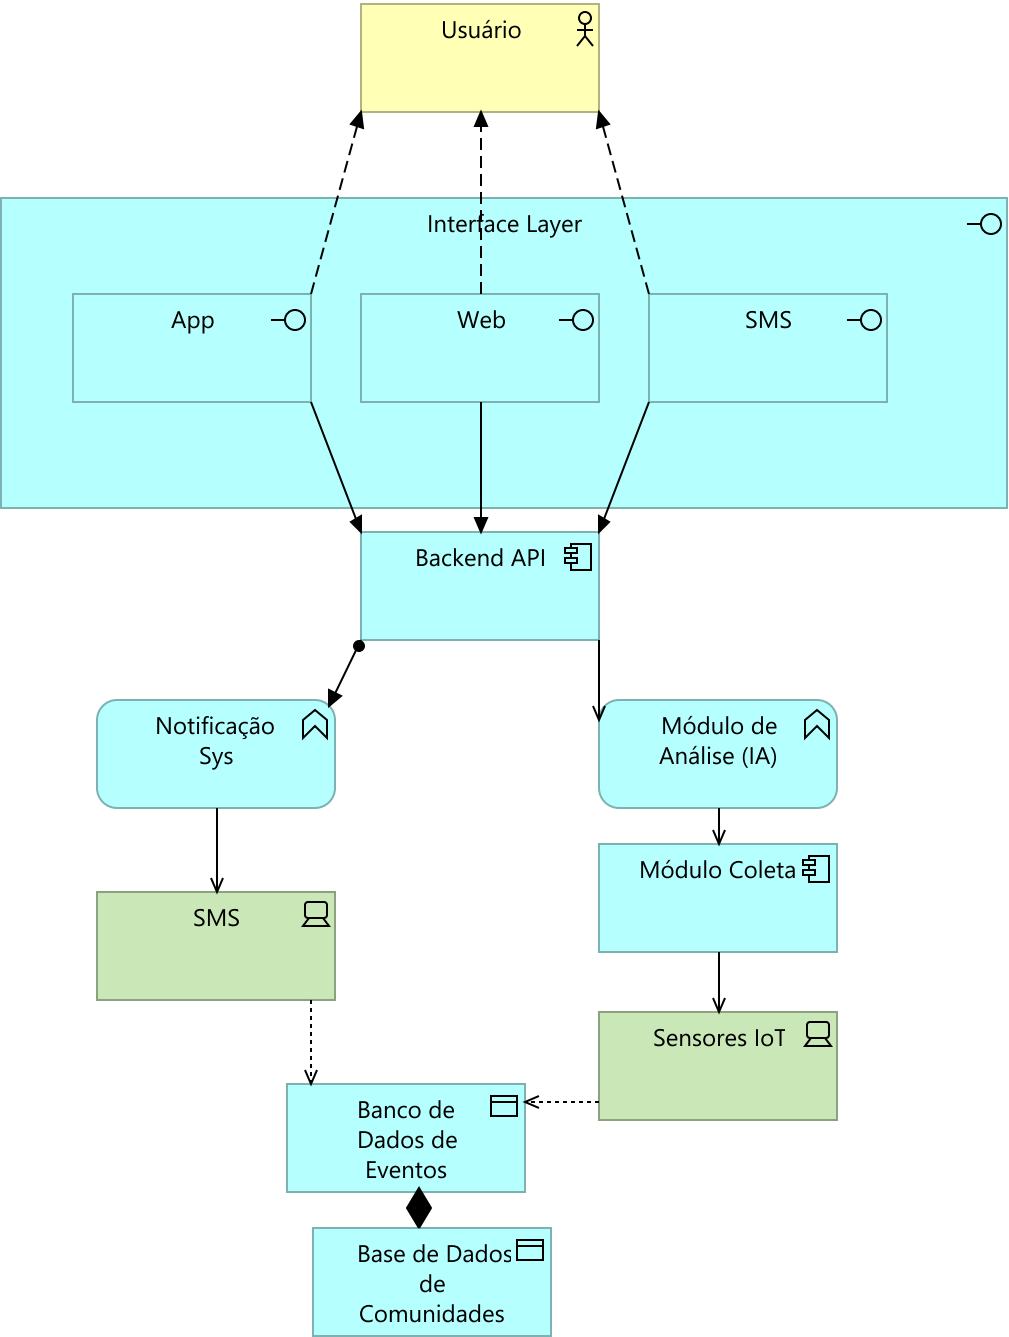 Usuário
Interface Layer
App
Web
SMS
Backend API
Notificação
Sys
Módulo de
Análise (IA)
Módulo Coleta
SMS
Sensores IoT
Banco de
Dados de
Eventos
Base de Dados
de
Comunidades